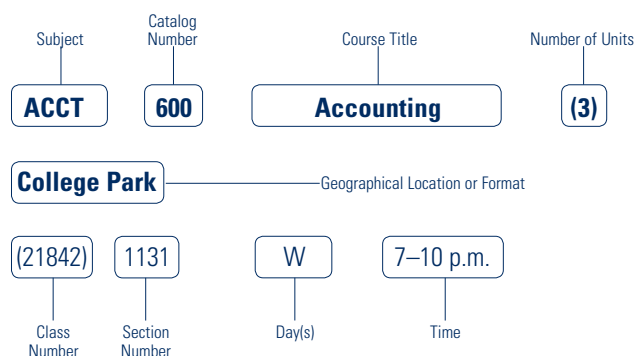 Subject
Catalog
Number
Course Title
Number of Units
ACCT 600 Accounting (3)
College Park Geographical Location or Format
(21842) 1131 W 7–10 p.m.
Class
Number
Section
Number
Day(s)
Time